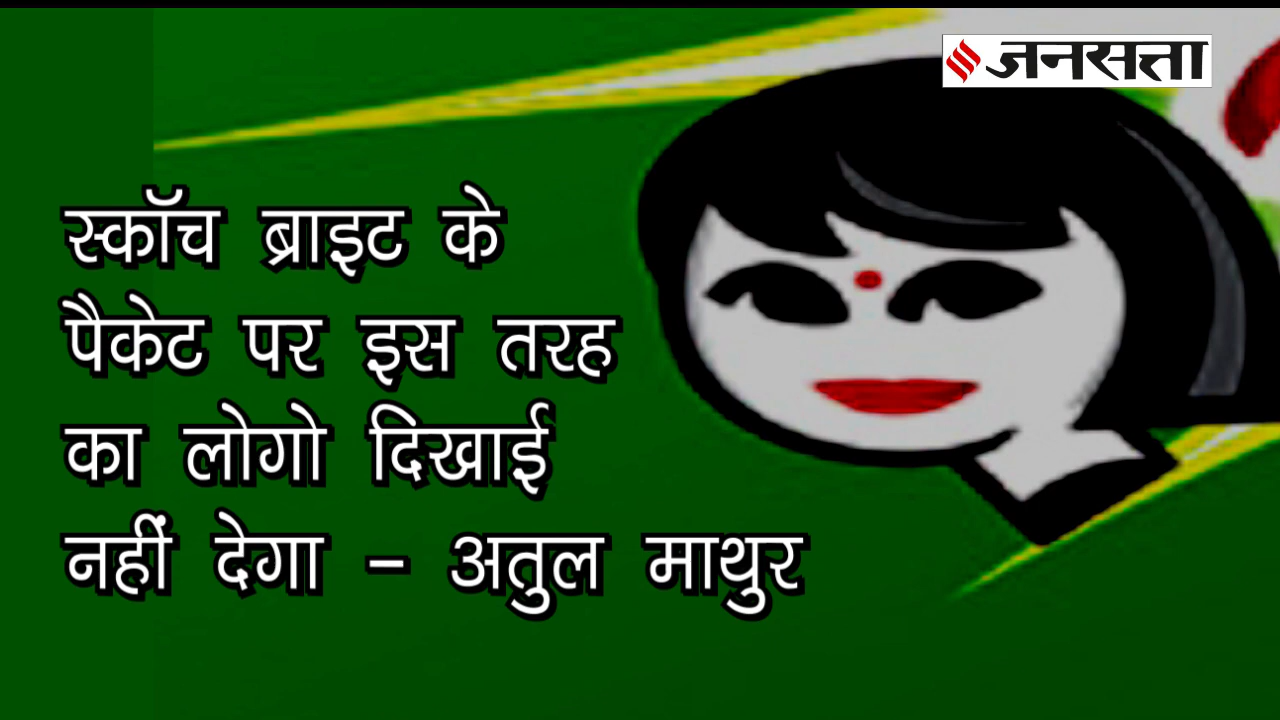 जनसत्ता
स्कॉच ब्राइट के
पैकेट पर इस तरह
का लोगो दिखाई
नहीं देगा - अतुल माथुर